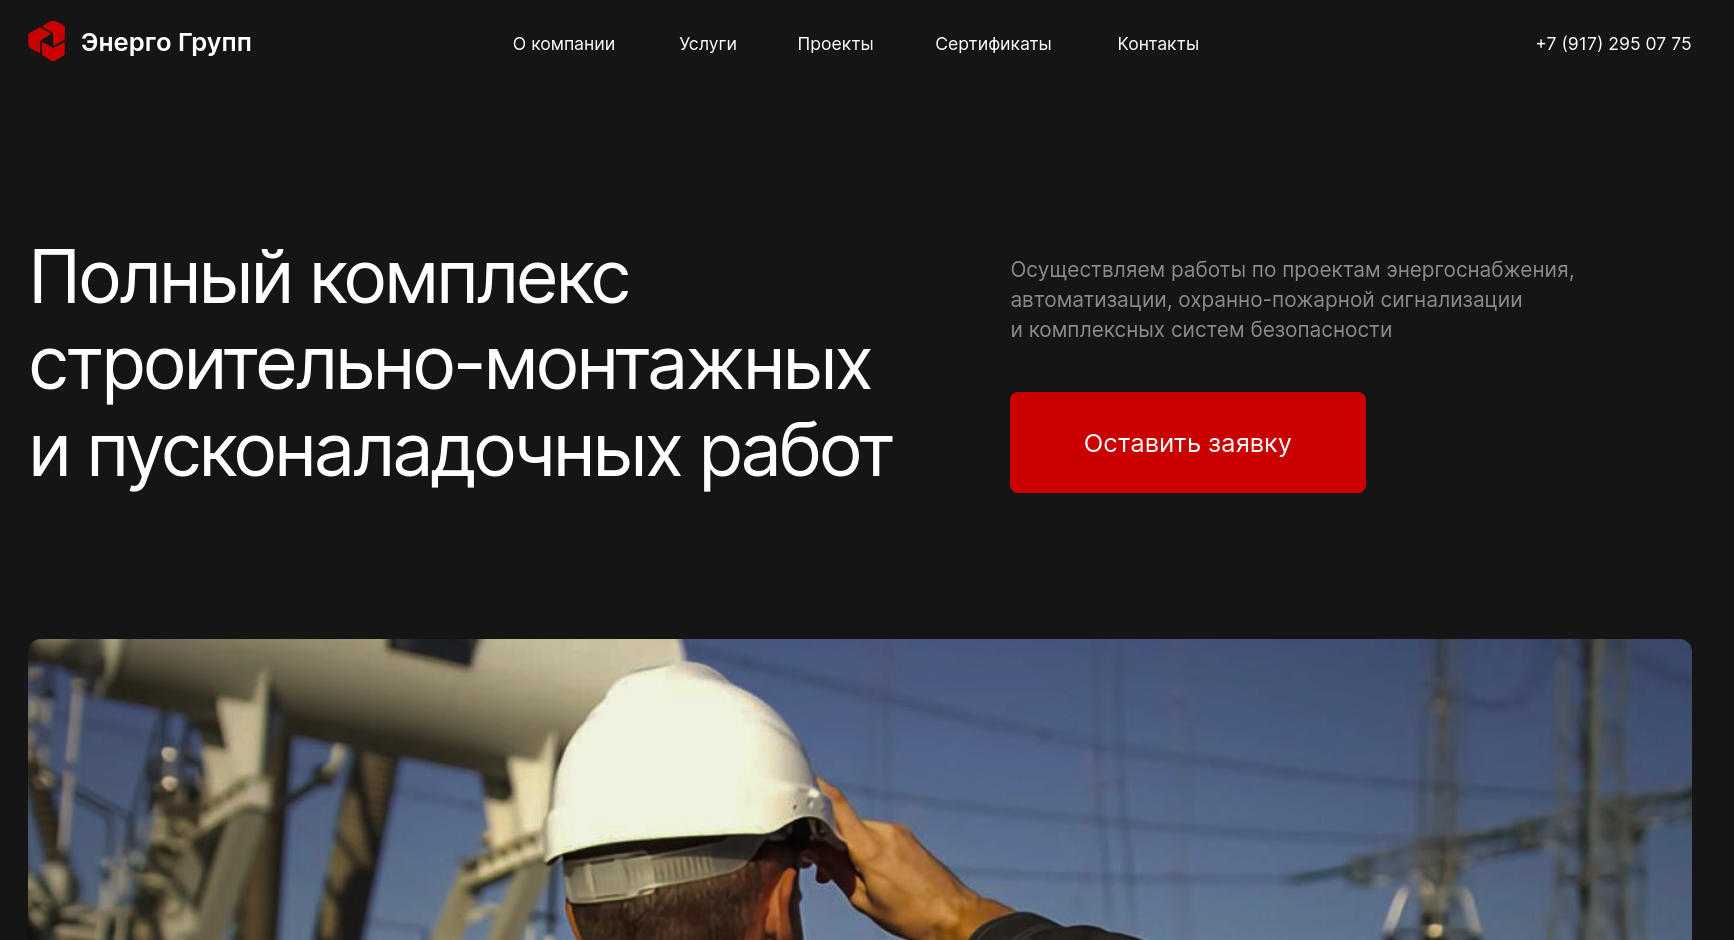 Энерго Групп
О компании
Услуги
Проекты
Сертификаты
Контакты
+7 (917) 295 07 75
Полный комплекс
строительно-монтажных
и пусконаладочных работ
Осуществляем работы по проектам энергоснабжения,
автоматизации, охранно-пожарной сигнализации
и комплексных систем безопасности
Оставить заявку